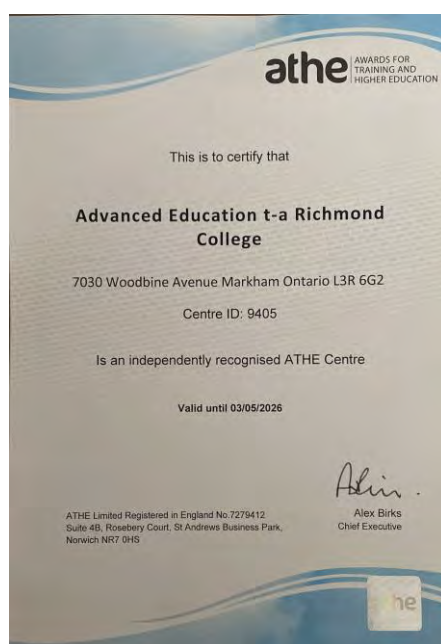 athe
AWARDS FOR
TRAINING AND
HIGHER EDUCATION
This is to certify that
Advanced Education t-a Richmond
College
7030 Woodbine Avenue Markham Ontario L3R 6G2
Centre ID: 9405
Is an independently recognised ATHE Centre
Valid until 03/05/2026
ATHE Limited Registered in England No.7279412
Suite 4B, Rosebery Court, St Andrews Business Park,
Norwich NR7 0HS
Alex Birks
Chief Executive